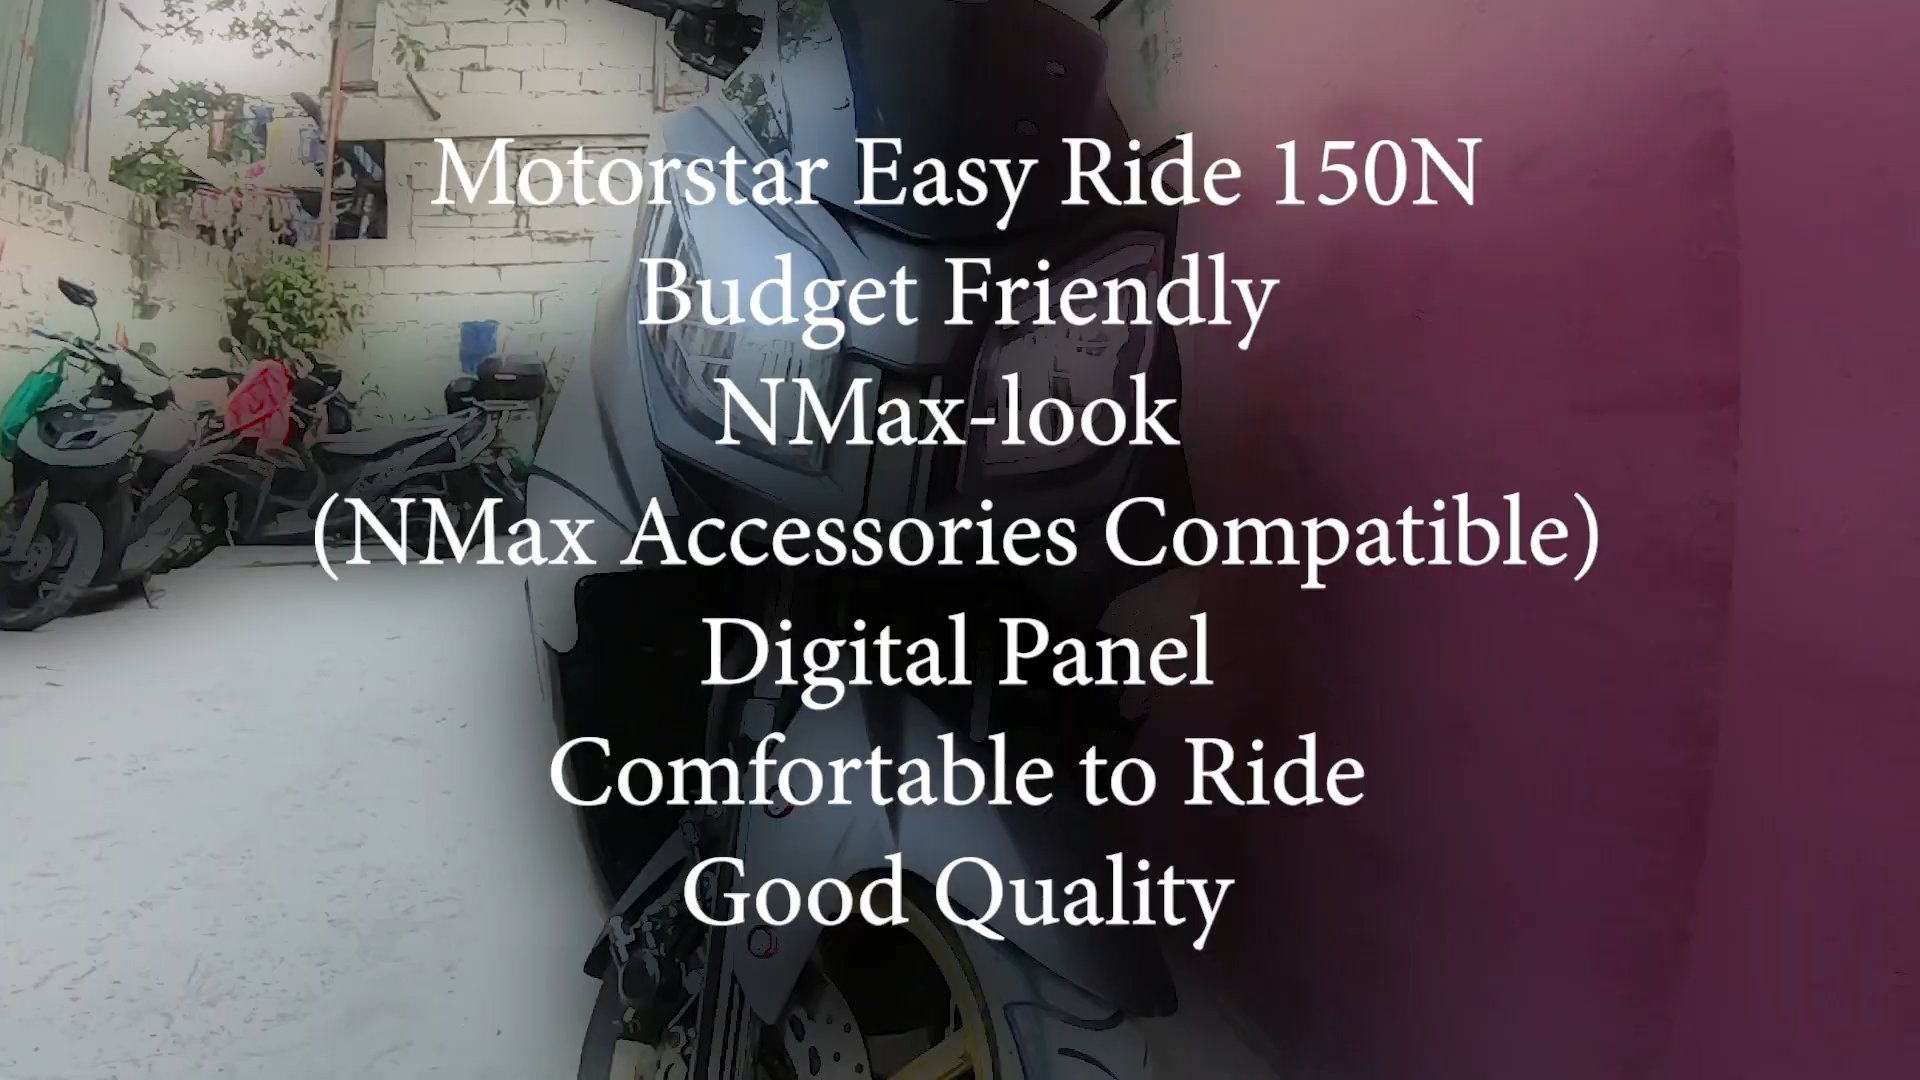 Motorstar Easy Ride 150N
Budget Friendly
NMax-look
(NMax Accessories Compatible)
Digital Panel
Comfortable to Ride
Good Quality